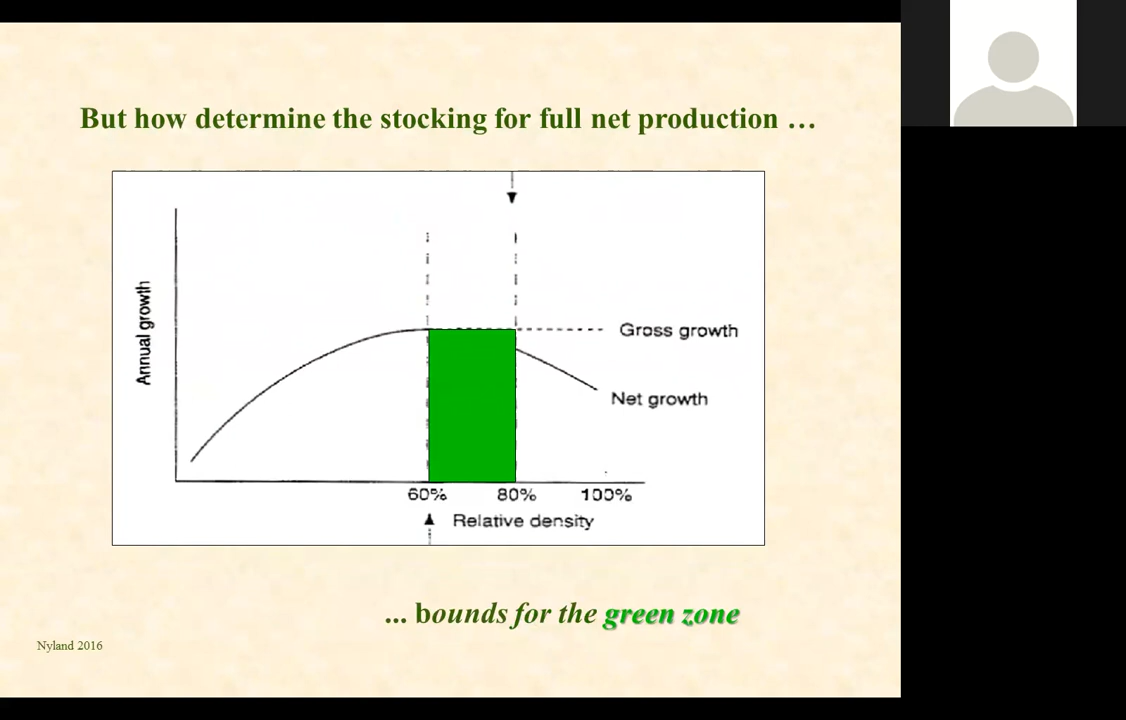 But how determine the stocking for full net production …
Annual growth
Gross growth
Net growth
60% 80% 100%
Relative density
... bounds for the green zone
Nyland 2016